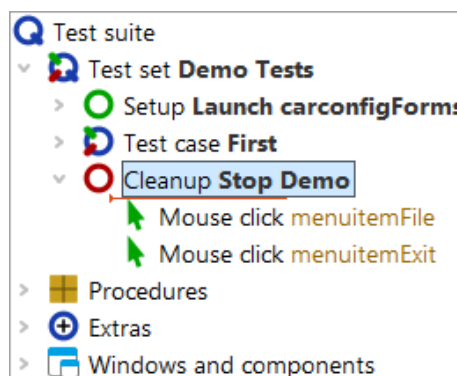 Test suite
Test set Demo Tests
Setup Launch carconfigForms
Test case First
Cleanup Stop Demo
Mouse click menuitemFile
Mouse click menuitemExit
Procedures
Extras
Windows and components